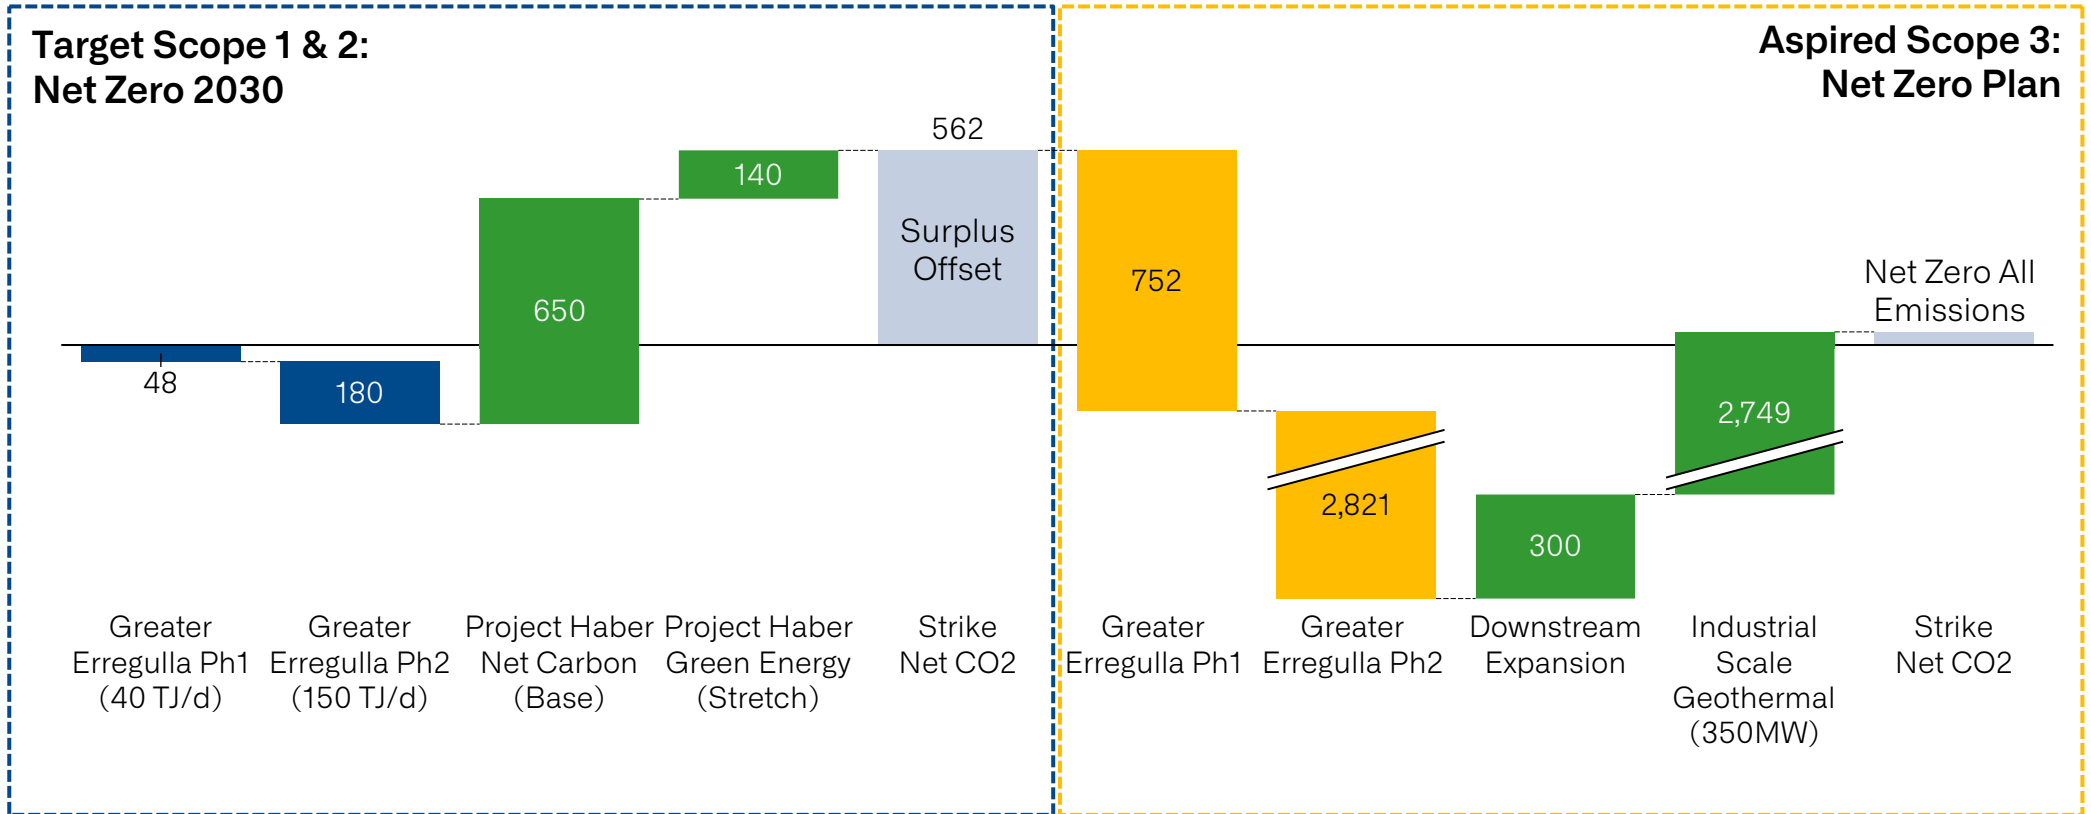 Target Scope 1 & 2:
Net Zero 2030
Aspired Scope 3:
Net Zero Plan
562
140
Surplus
Offset
650
752
48
180
2,821
300
2,749
Net Zero All
Emissions
Greater
Erregulla Ph1
(40 TJ/d)
Greater
Erregulla Ph2
(150 TJ/d)
Project Haber
Net Carbon
(Base)
Project Haber
Green Energy
(Stretch)
Strike
Net CO2
Greater
Erregulla Ph1
Greater
Erregulla Ph2
Downstream
Expansion
Industrial
Scale
Geothermal
(350MW)
Strike
Net CO2